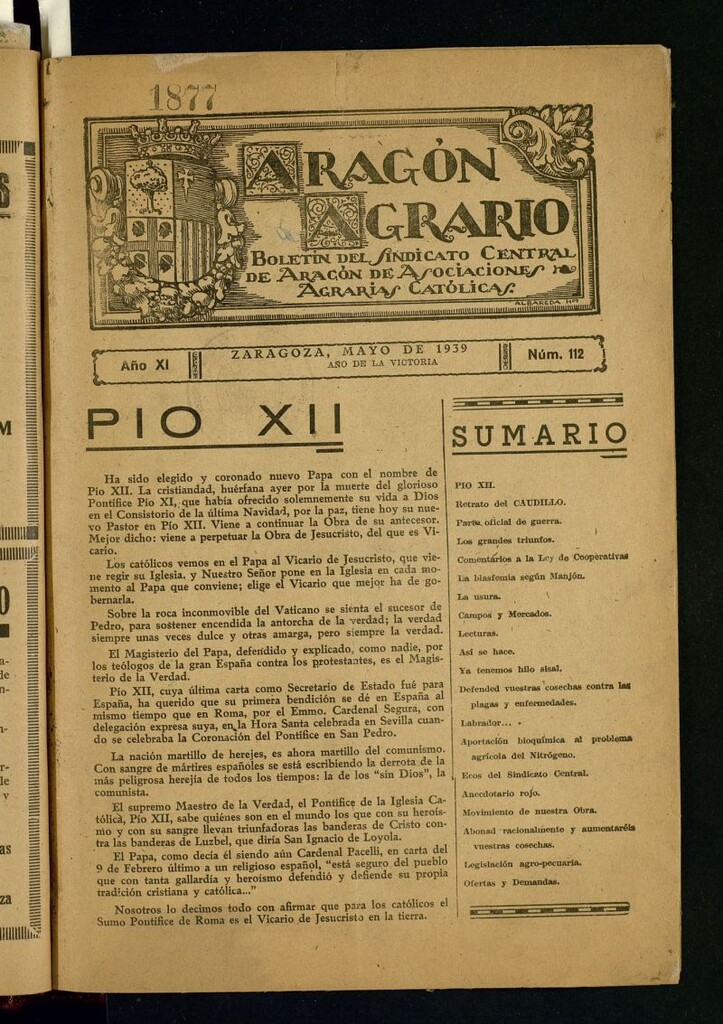 1877
ARAGÓN
AGRARIO
BOLETÍN DEL SINDICATO CENTRAL
DE ARAGÓN DE ASOCIACIONES
AGRARIAS CATÓLICAS.
ALBAREDA Hos
Año XI
ZARAGOZA, MAYO DE 1939
AÑO DE LA VICTORIA
Núm. 112
PIO XII
Ha sido elegido y coronado nuevo Papa con el nombre de
Pío XII. La cristiandad, huérfana ayer por la muerte del glorioso
Pontífice Pío XI, que había ofrecido solemnemente su vida a Dios
en el Consistorio de la última Navidad, por la paz, tiene hoy su nue-
vo Pastor en Pío XII. Viene a continuar la Obra de su antecesor.
Mejor dicho: viene a perpetuar la Obra de Jesucristo, del que es Vi-
cario.
Los católicos vemos en el Papa al Vicario de Jesucristo, que vie-
ne regir su Iglesia, y Nuestro Señor pone en la Iglesia en cada mo-
mento al Papa que conviene; elige el Vicario que mejor ha de go-
bernarla.
Sobre la roca inconmovible del Vaticano se sienta el sucesor de
Pedro, para sostener encendida la antorcha de la verdad; la verdad
siempre unas veces dulce y otras amarga, pero siempre la verdad.
El Magisterio del Papa, defendido y explicado, como nadie, por
los teólogos de la gran España contra los protestantes, es el Magis-
terio de la Verdad.
Pío XII, cuya última carta como Secretario de Estado fué para
España, ha querido que su primera bendición se dé en España al
mismo tiempo que en Roma, por el Emmo. Cardenal Segura, con
delegación expresa suya, en la Hora Santa celebrada en Sevilla cuan-
do se celebraba la Coronación del Pontífice en San Pedro.
La nación martillo de herejes, es ahora martillo del comunismo.
Con sangre de mártires españoles se está escribiendo la derrota de la
más peligrosa herejía de todos los tiempos: la de los "sin Dios", la
comunista.
El supremo Maestro de la Verdad, el Pontífice de la Iglesia Ca-
tólica, Pío XII, sabe quiénes son en el mundo los que con su herois-
mo y con su sangre llevan triunfadoras las banderas de Cristo con-
tra las banderas de Luzbel, que diría San Ignacio de Loyola.
El Papa, como decía él siendo aún Cardenal Pacelli, en carta del
9 de Febrero último a un religioso español, "está seguro del pueblo
que con tanta gallardía y heroísmo defendió y defiende su propia
tradición cristiana y católica..."
Nosotros lo decimos todo con afirmar que para los católicos el
Sumo Pontífice de Roma es el Vicario de Jesucristo en la tierra.
SUMARIO
PIO XII.
Retrato del CAUDILLO.
Parte oficial de guerra.
Los grandes triunfos.
Comentarios a la Ley de Cooperativas
La blasfemia según Manjón.
La usura.
Campos y Mercados.
Lecturas.
Así se hace.
Ya tenemos hilo sisal.
Defended vuestras cosechas contra las
plagas y enfermedades.
Labrador...
Aportación bioquímica al problema
agrícola del Nitrógeno.
Ecos del Sindicato Central.
Anecdotario rojo.
Movimiento de nuestra Obra.
Abonad racionalmente y aumentaréis
vuestras cosechas.
Legislación agro-pecuaria.
Ofertas y Demandas.